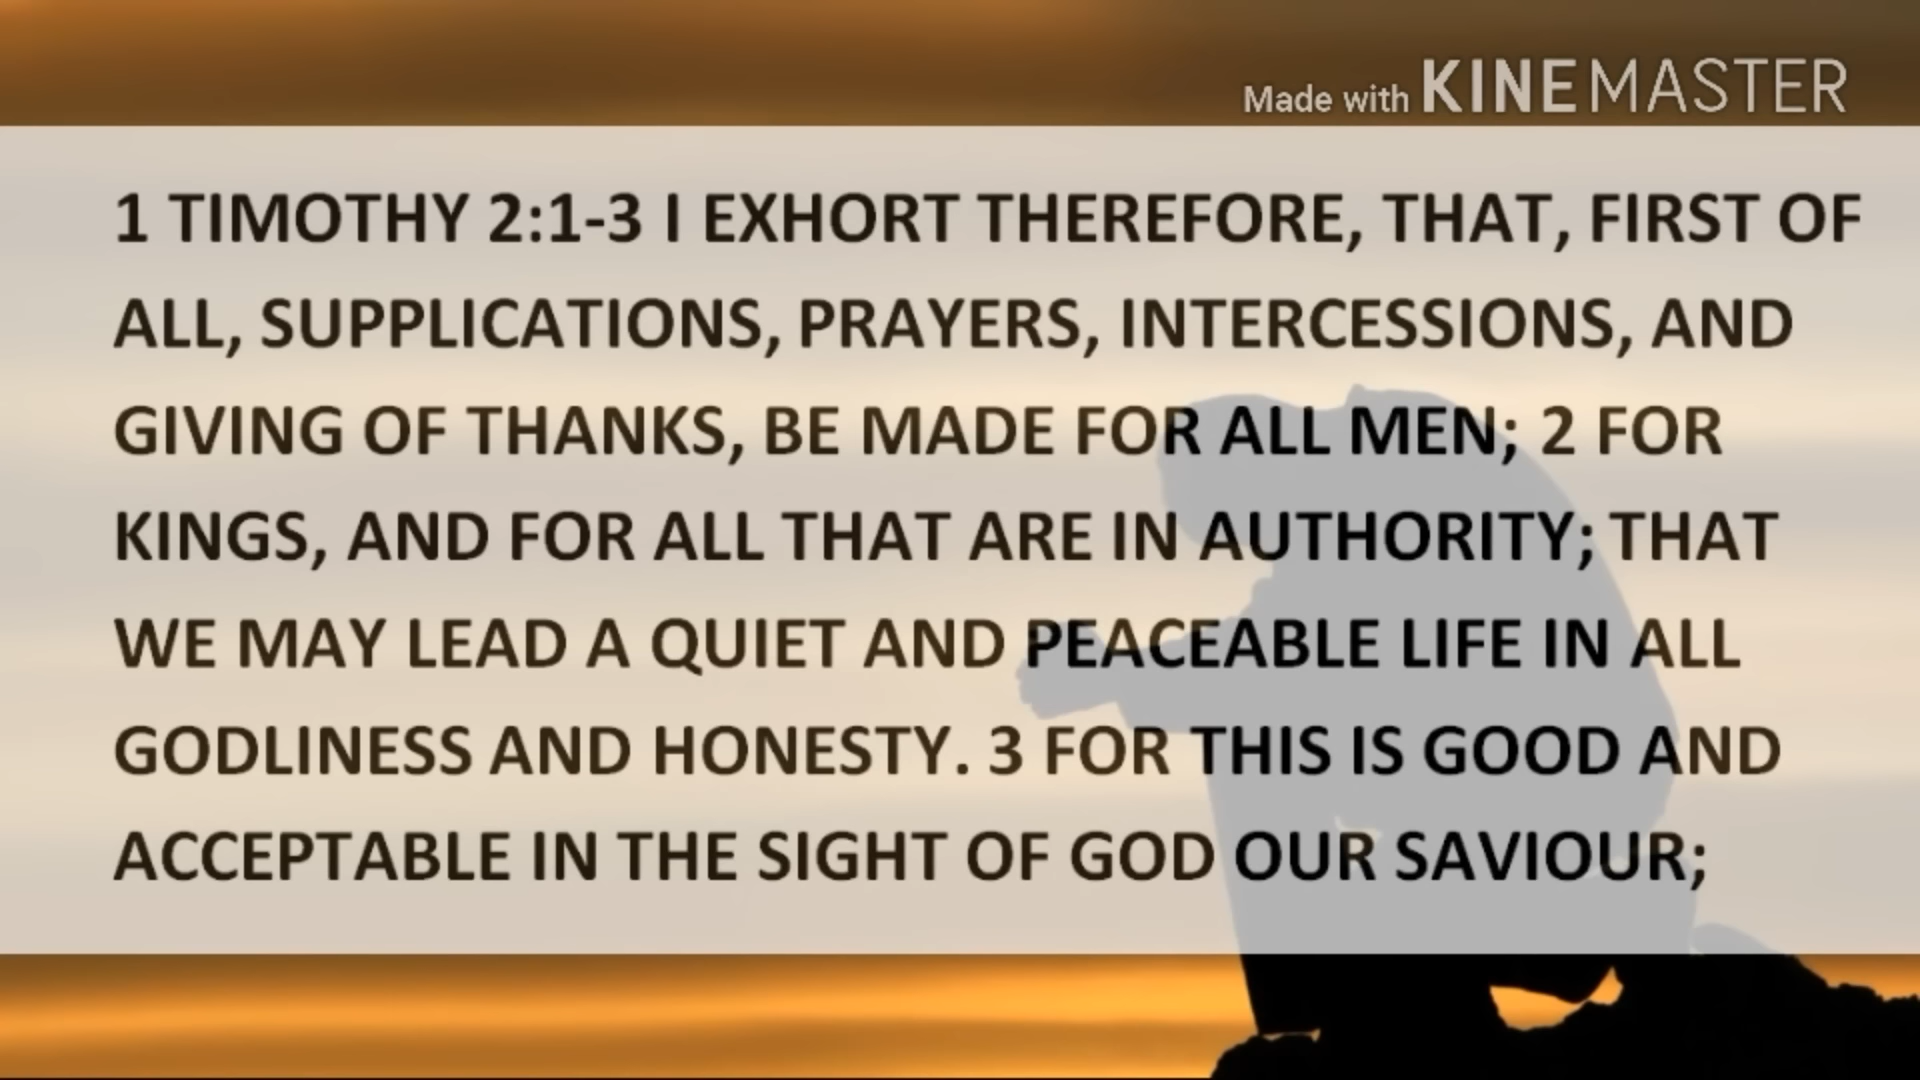 Made with KINEMASTER
1 TIMOTHY 2:1-3 I EXHORT THEREFORE, THAT, FIRST OF
ALL, SUPPLICATIONS, PRAYERS, INTERCESSIONS, AND
GIVING OF THANKS, BE MADE FOR ALL MEN; 2 FOR
KINGS, AND FOR ALL THAT ARE IN AUTHORITY; THAT
WE MAY LEAD A QUIET AND PEACEABLE LIFE IN ALL
GODLINESS AND HONESTY. 3 FOR THIS IS GOOD AND
ACCEPTABLE IN THE SIGHT OF GOD OUR SAVIOUR;